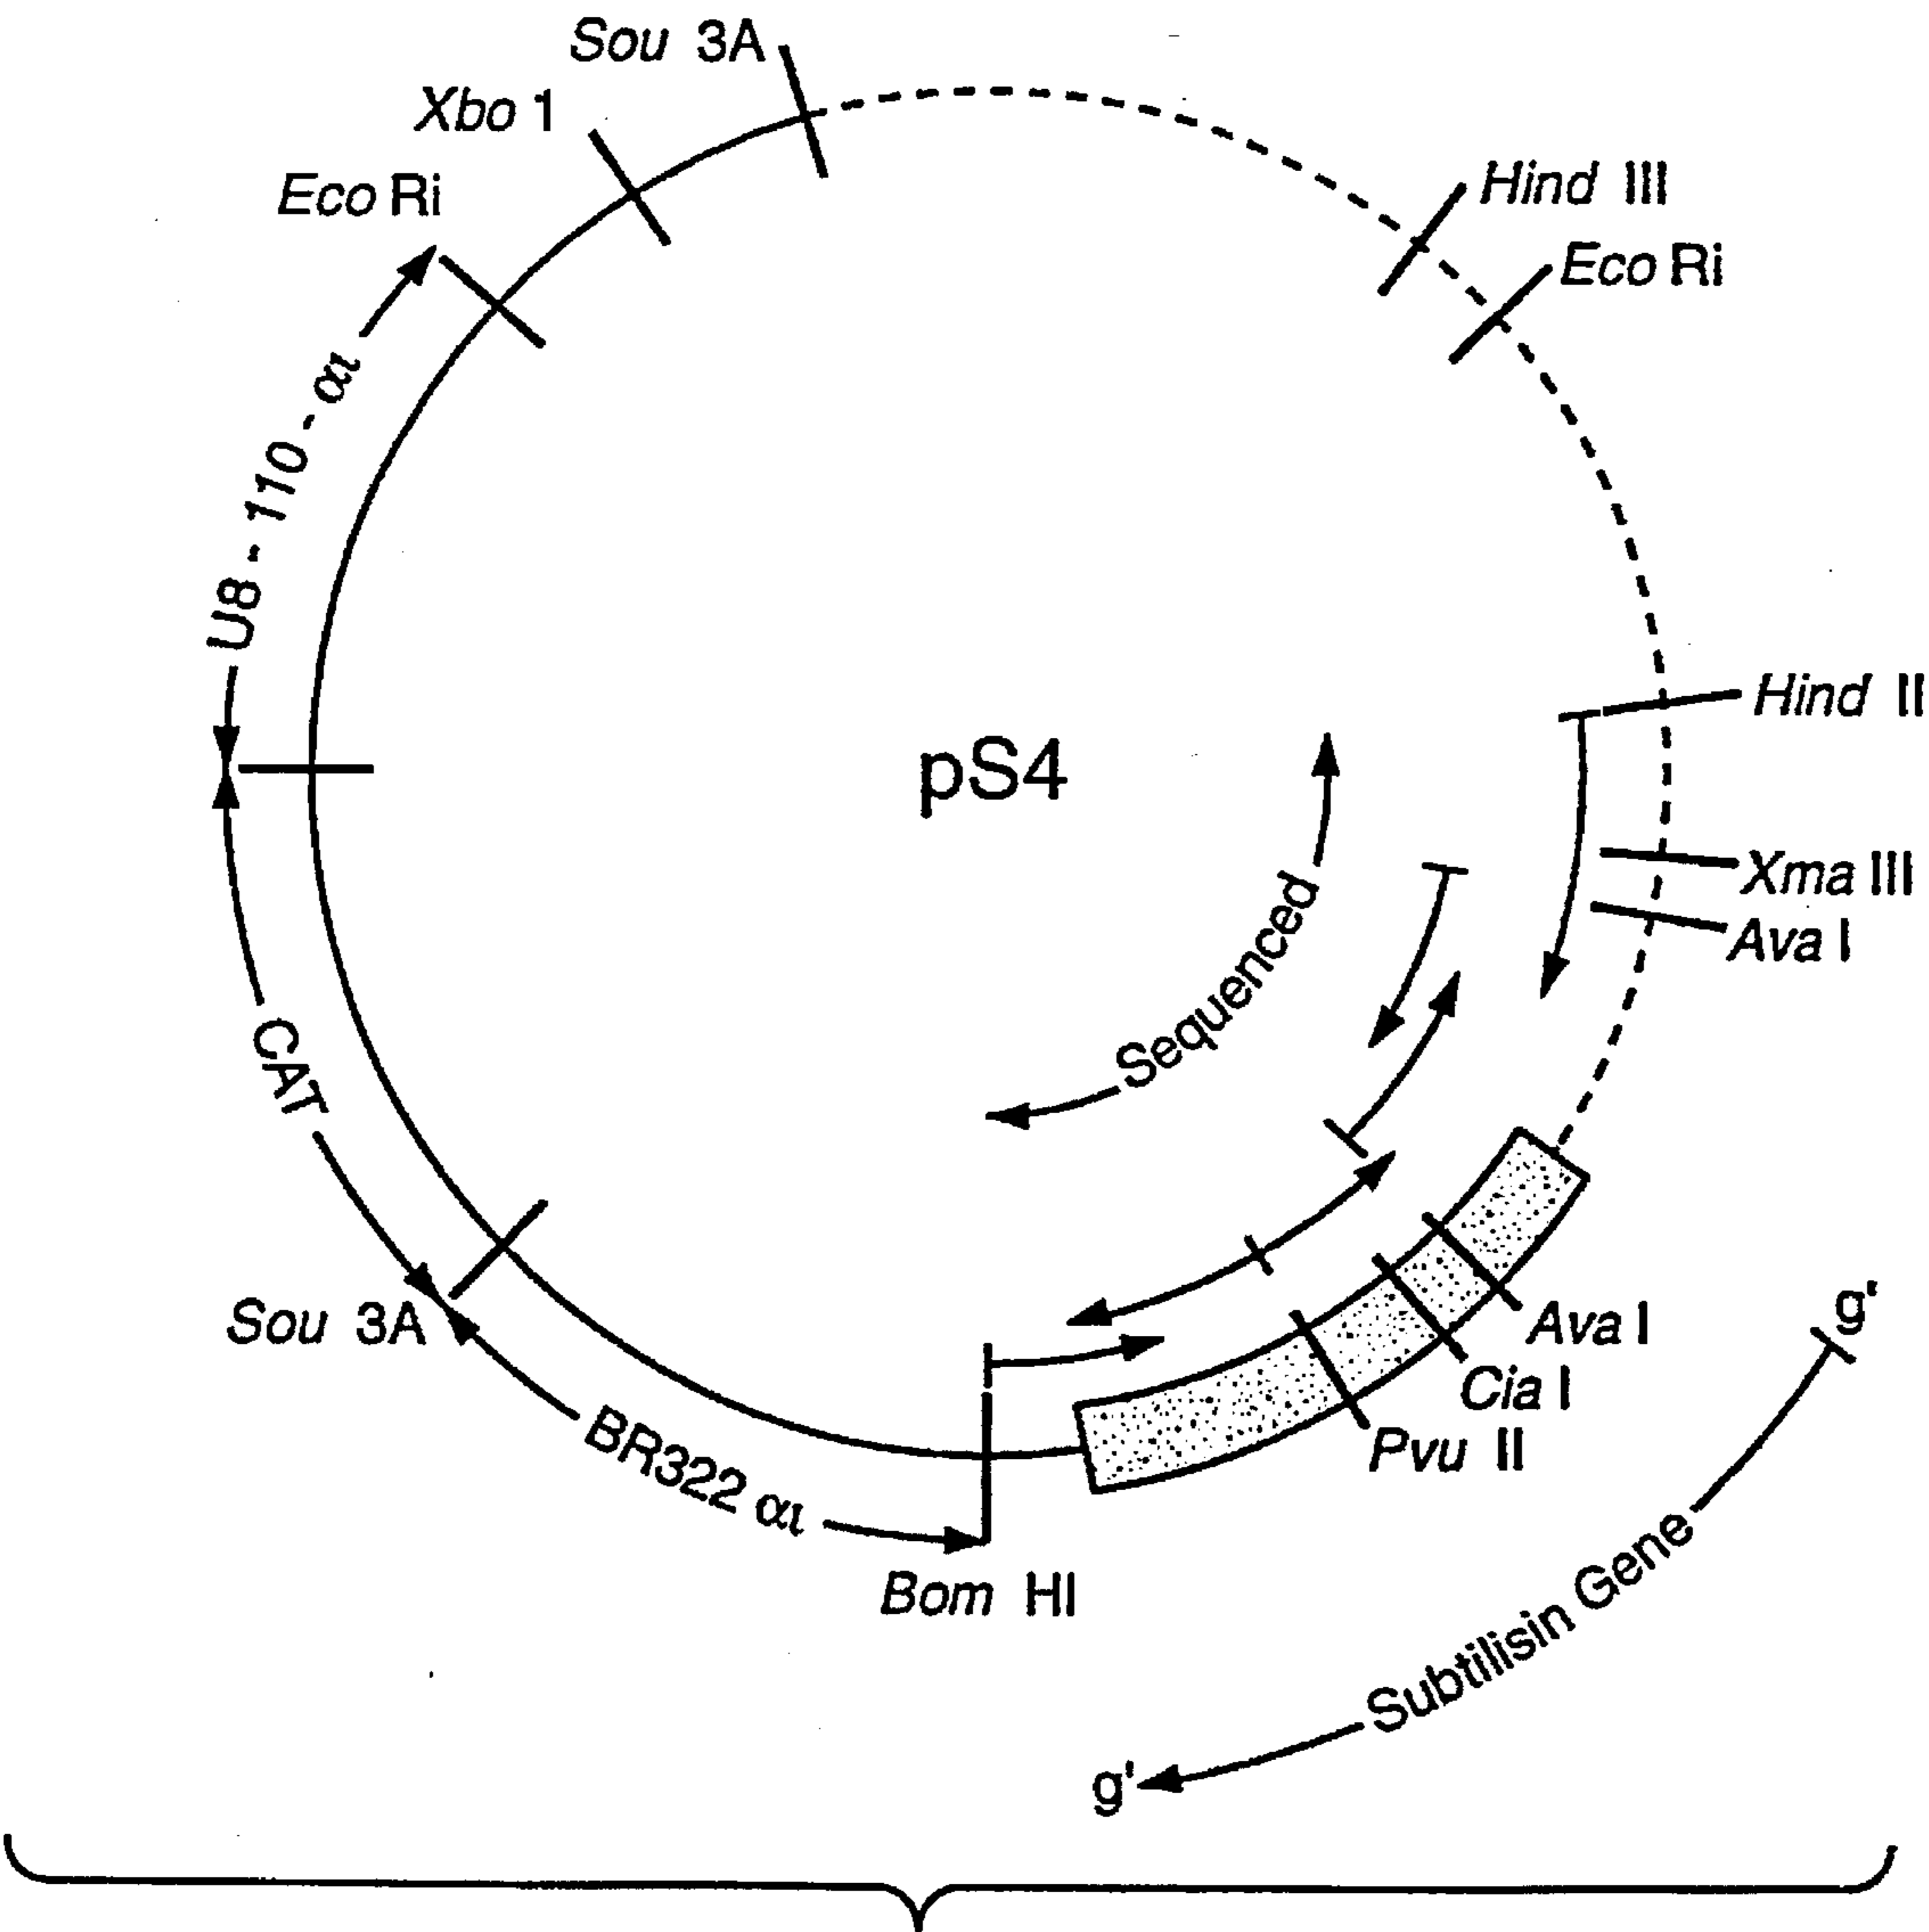 Sou 3A
Xbo 1
Eco Ri
Hind III
Eco Ri
U8-110-αι
Hind II
pS4
Xma III
Ava I
Sequenced
CAT
Sou 3A
g'
Ava I
Cia I
Pvu II
BR322 αι
Bom HI
Subtilisin Gene
g'